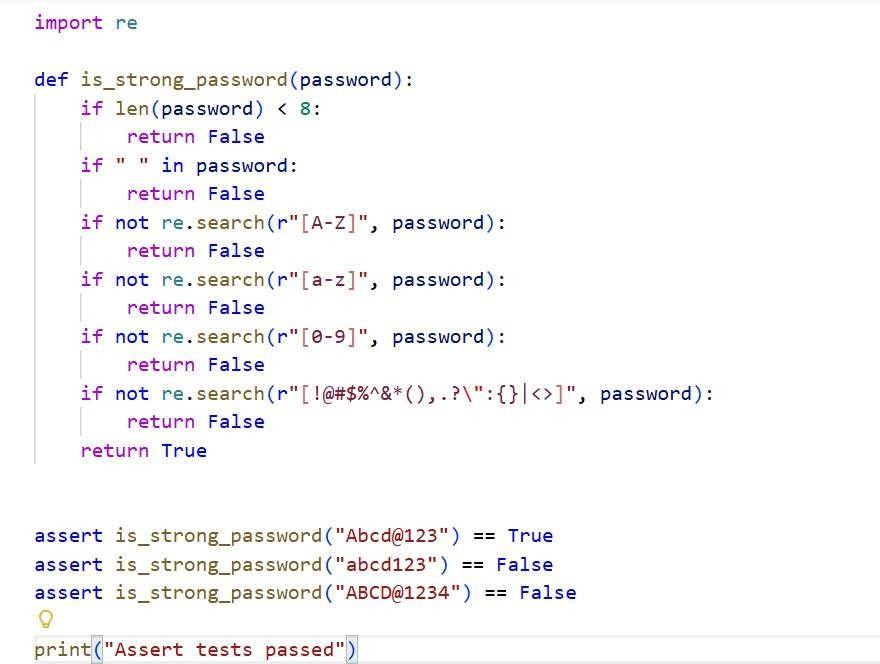 import re
def is_strong_password(password):
    if len(password) < 8:
        return False
    if " " in password:
        return False
    if not re.search(r"[A-Z]", password):
        return False
    if not re.search(r"[a-z]", password):
        return False
    if not re.search(r"[0-9]", password):
        return False
    if not re.search(r"[!@#$%^&*(),.?\":{}|<>]", password):
        return False
    return True
assert is_strong_password("Abcd@123") == True
assert is_strong_password("abcd123") == False
assert is_strong_password("ABCD@1234") == False
print("Assert tests passed")